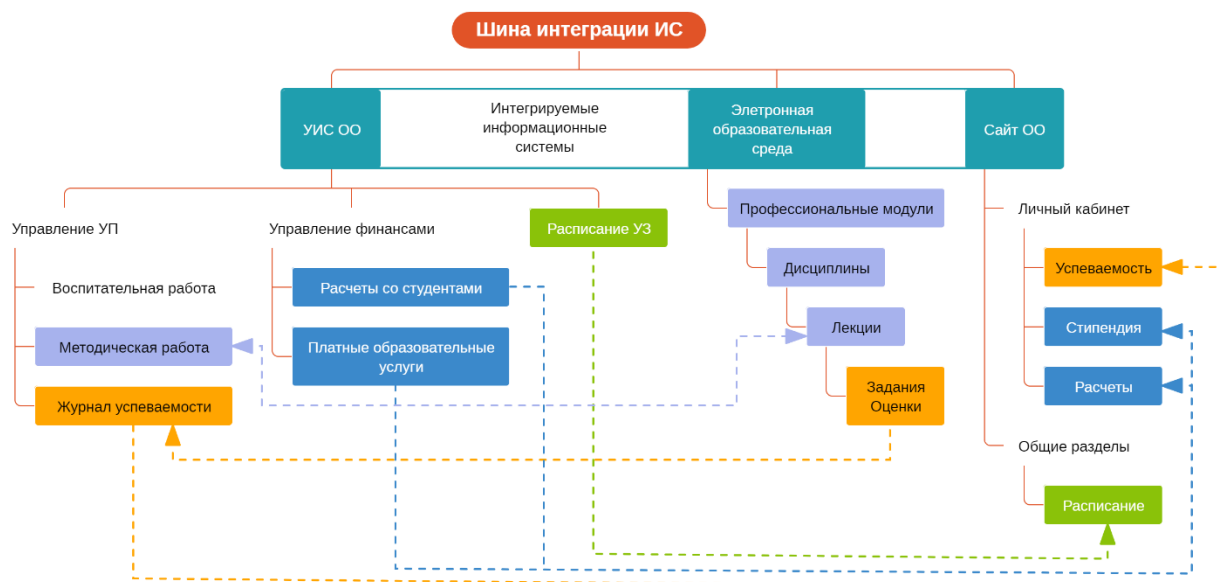 Шина интеграции ИС
УИС ОО
Интегрируемые
информационные
системы
Элетронная
образовательная
среда
Сайт ОО
Управление УП
Воспитательная работа
Методическая работа
Журнал успеваемости
Управление финансами
Расчеты со студентами
Платные образовательные
услуги
Расписание УЗ
Профессиональные модули
Дисциплины
Лекции
Задания
Оценки
Личный кабинет
Успеваемость
Стипендия
Расчеты
Общие разделы
Расписание